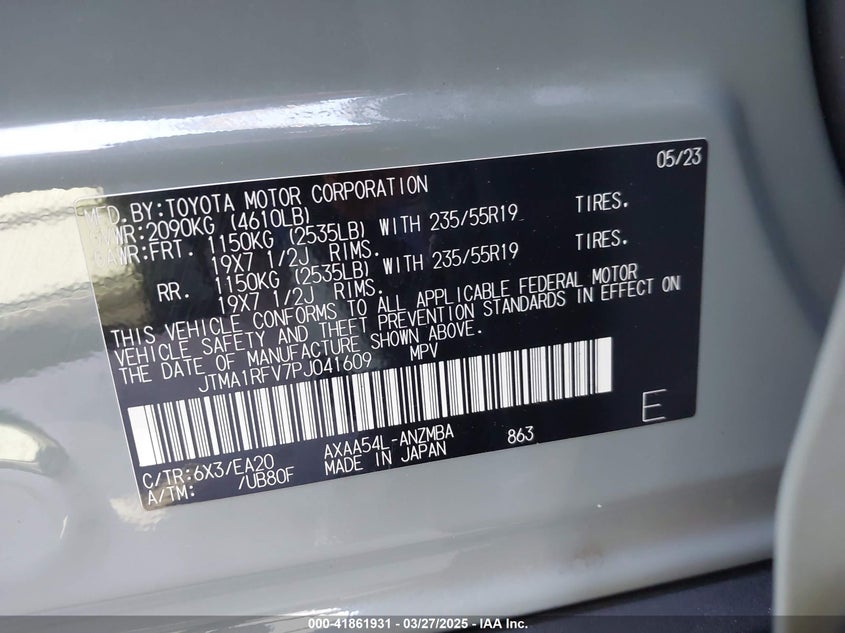 05/23
MFD.BY:TOYOTA MOTOR CORPORATION
GVWR:2090KG (4610LB)
GAWR:FRT. 1150KG (2535LB) WITH 235/55R19 TIRES.
19X7 1/2J RIMS.
RR. 1150KG (2535LB) WITH 235/55R19 TIRES.
19X7 1/2J RIMS.
THIS VEHICLE CONFORMS TO ALL APPLICABLE FEDERAL MOTOR
VEHICLE SAFETY AND THEFT PREVENTION STANDARDS IN EFFECT ON
THE DATE OF MANUFACTURE SHOWN ABOVE.
JTMA1RFV7PJ041609 MPV
E
C/TR:6X3/EA20 AXAA54L-ANZMBA 863
A/TM: /UB80F MADE IN JAPAN
000-41861931 - 03/27/2025 - IAA Inc.